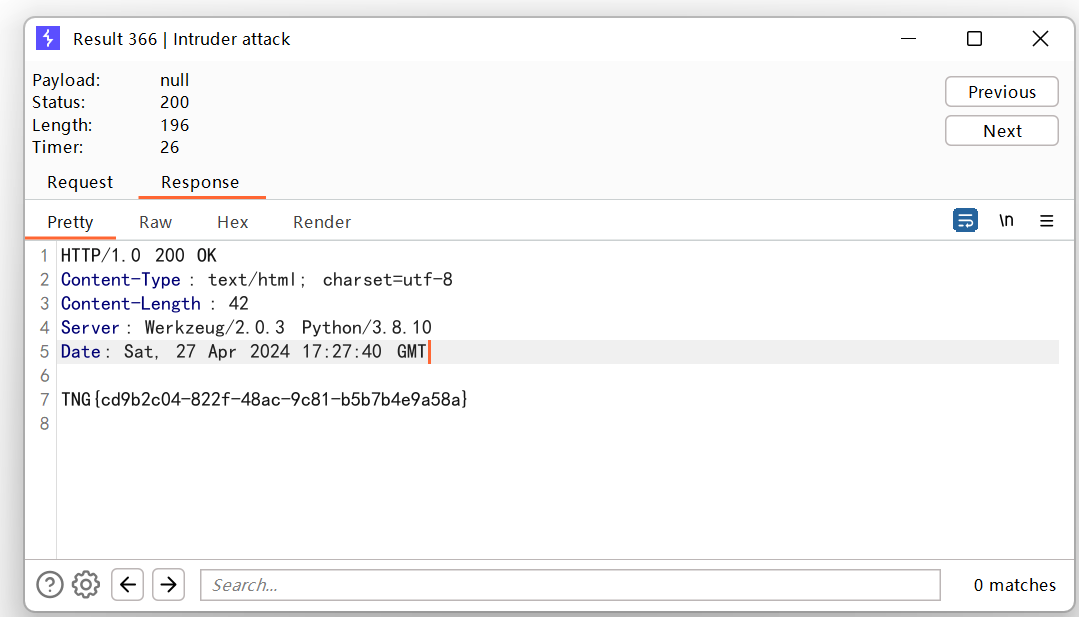 Result 366 | Intruder attack
Payload: null
Status: 200
Length: 196
Timer: 26
Previous
Next
Request Response
Pretty Raw Hex Render \n
1 HTTP/1.0 200 OK
2 Content-Type : text/html; charset=utf-8
3 Content-Length : 42
4 Server : Werkzeug/2.0.3 Python/3.8.10
5 Date : Sat, 27 Apr 2024 17:27:40 GMT
6
7 TNG{cd9b2c04-822f-48ac-9c81-b5b7b4e9a58a}
8
Search... 0 matches